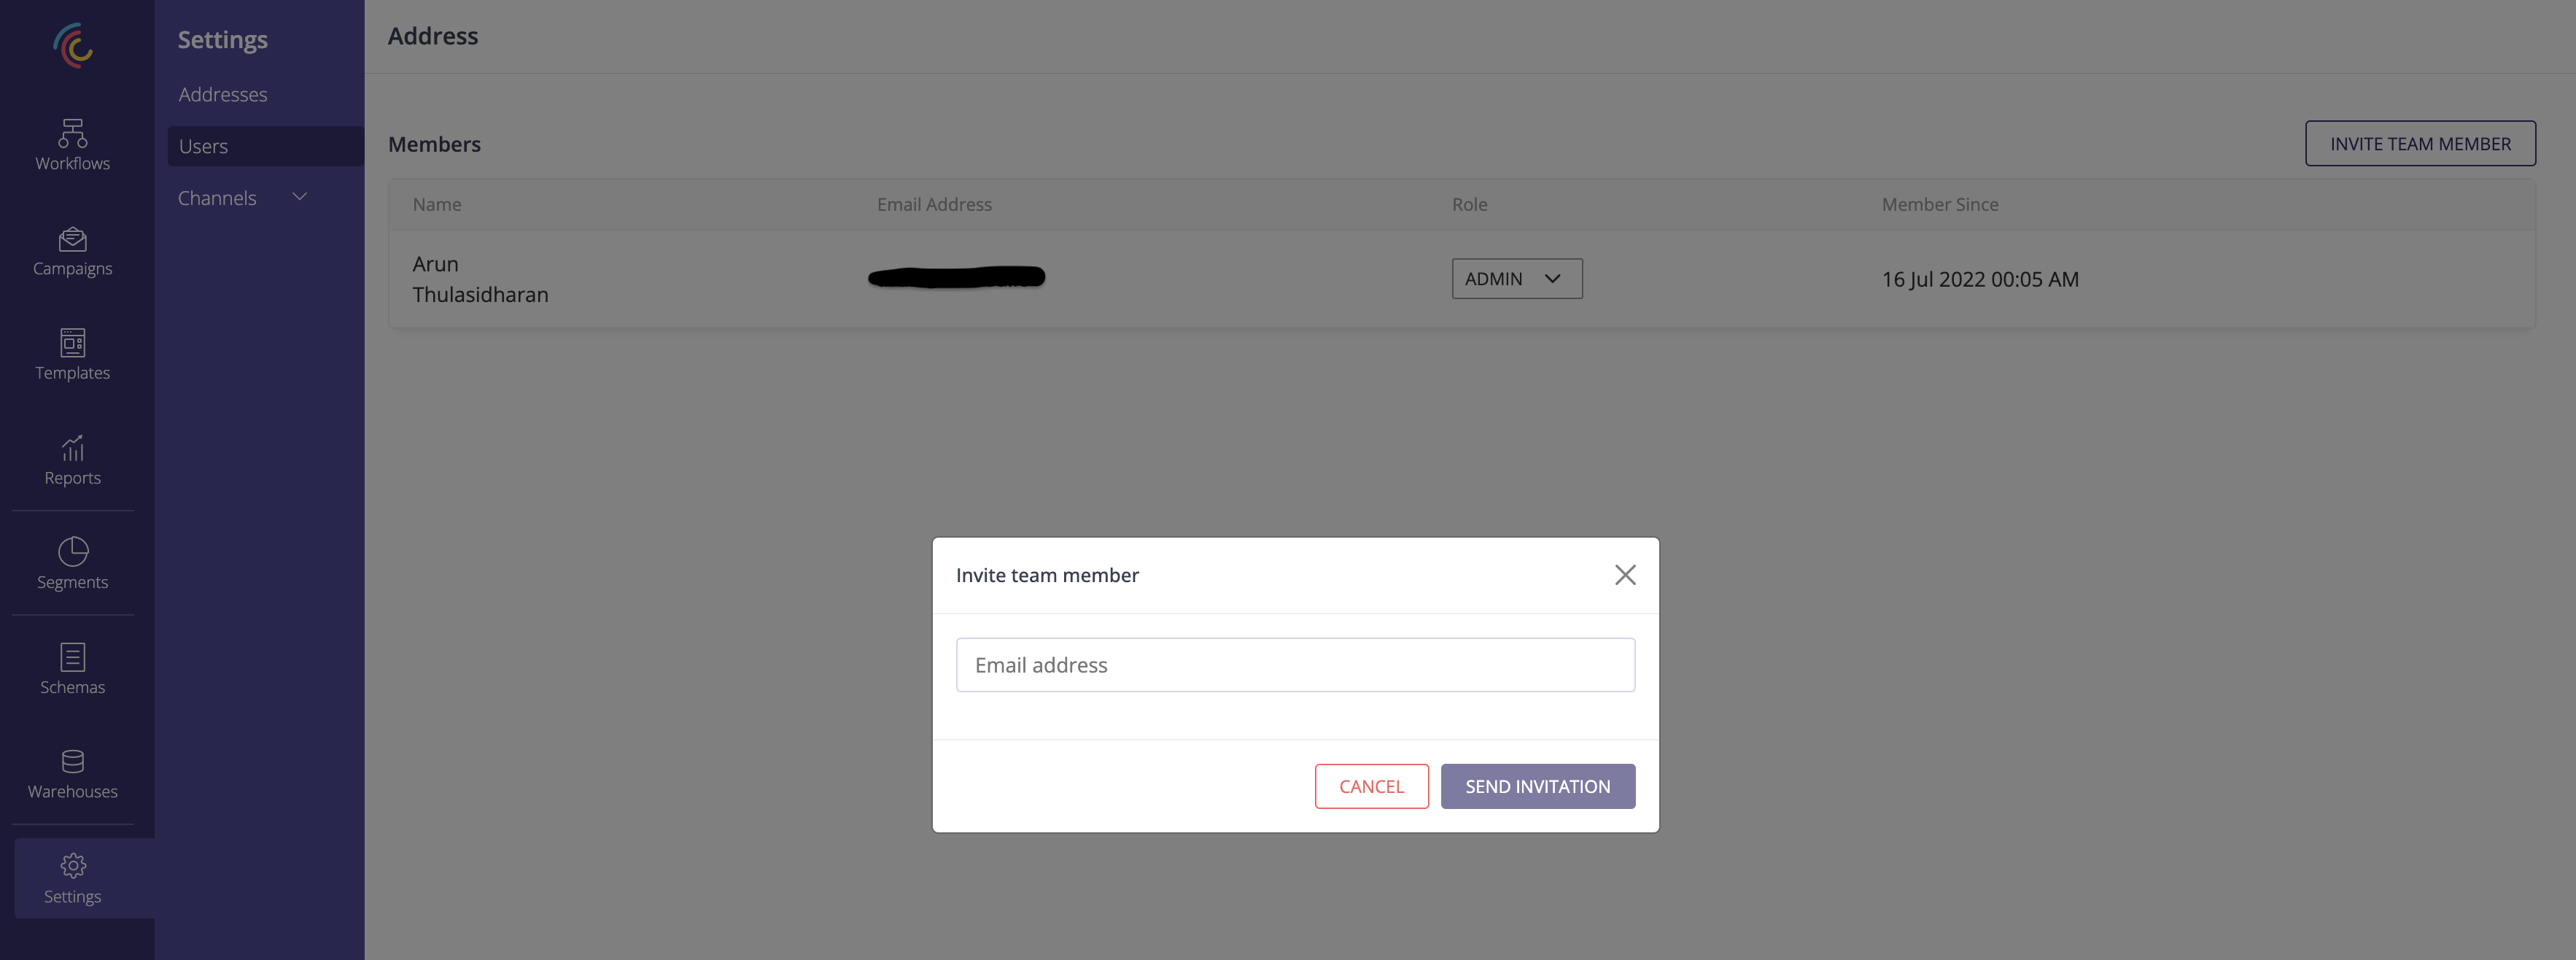 Settings
Addresses
Users
Channels
Workflows
Campaigns
Templates
Reports
Segments
Schemas
Warehouses
Settings
Address
Members
INVITE TEAM MEMBER
Name Email Address Role Member Since
Arun
Thulasidharan
ADMIN
16 Jul 2022 00:05 AM
Invite team member
Email address
CANCEL
SEND INVITATION